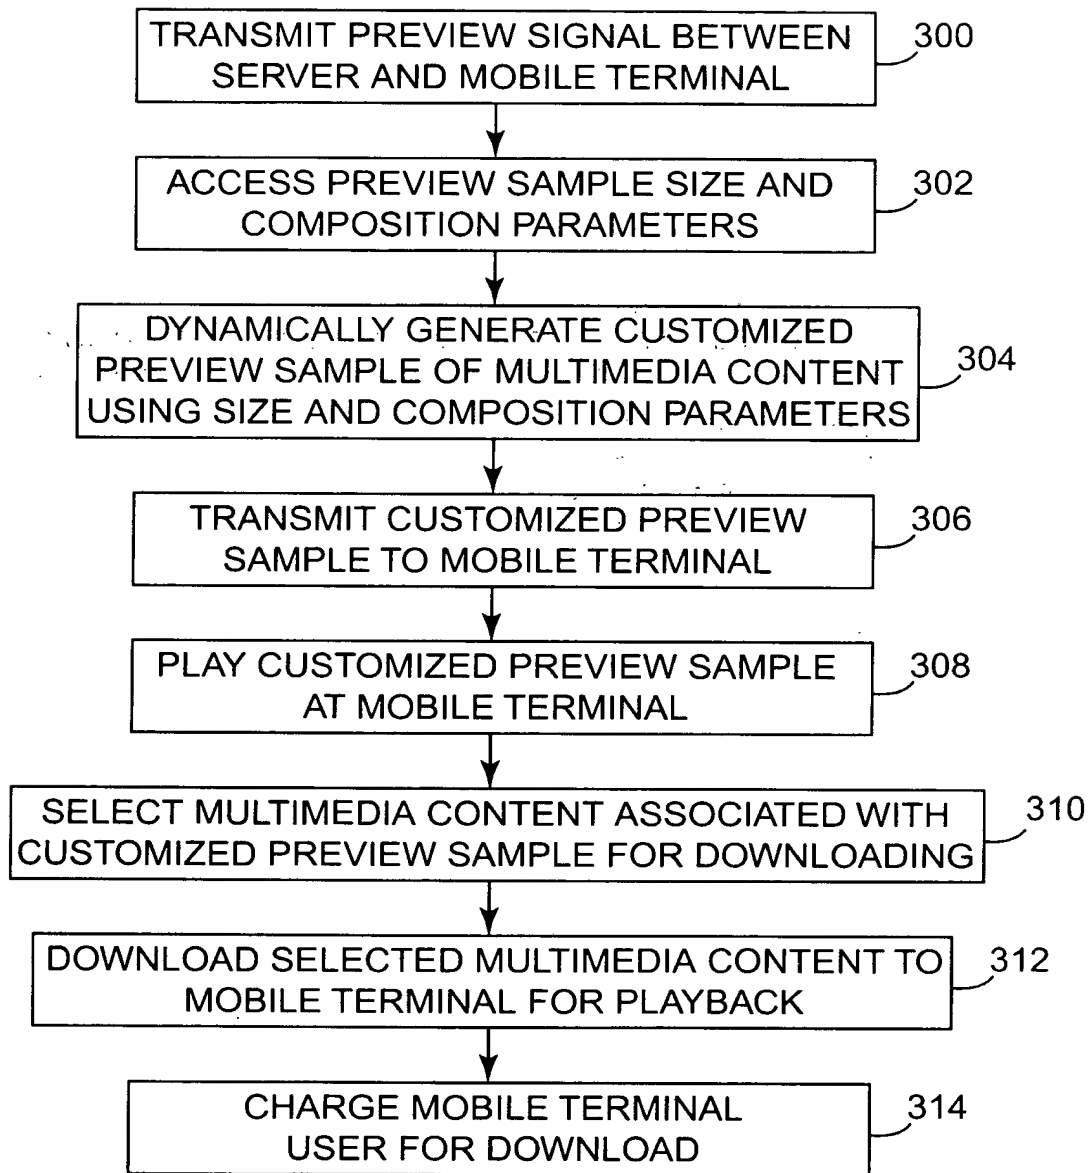 TRANSMIT PREVIEW SIGNAL BETWEEN
SERVER AND MOBILE TERMINAL
300
ACCESS PREVIEW SAMPLE SIZE AND
COMPOSITION PARAMETERS
302
DYNAMICALLY GENERATE CUSTOMIZED
PREVIEW SAMPLE OF MULTIMEDIA CONTENT
USING SIZE AND COMPOSITION PARAMETERS
304
TRANSMIT CUSTOMIZED PREVIEW
SAMPLE TO MOBILE TERMINAL
306
PLAY CUSTOMIZED PREVIEW SAMPLE
AT MOBILE TERMINAL
308
SELECT MULTIMEDIA CONTENT ASSOCIATED WITH
CUSTOMIZED PREVIEW SAMPLE FOR DOWNLOADING
310
DOWNLOAD SELECTED MULTIMEDIA CONTENT TO
MOBILE TERMINAL FOR PLAYBACK
312
CHARGE MOBILE TERMINAL
USER FOR DOWNLOAD
314